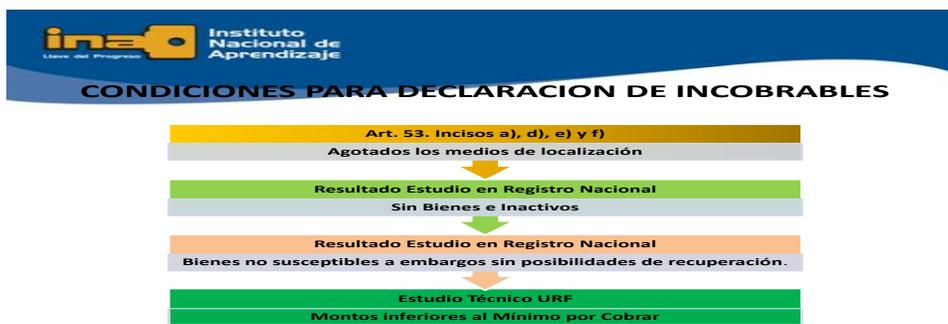 ina
Llave del Progreso
Instituto
Nacional de
Aprendizaje
CONDICIONES PARA DECLARACION DE INCOBRABLES
Art. 53. Incisos a), d), e) y f)
Agotados los medios de localización
Resultado Estudio en Registro Nacional
Sin Bienes e Inactivos
Resultado Estudio en Registro Nacional
Bienes no susceptibles a embargos sin posibilidades de recuperación.
Estudio Técnico URF
Montos inferiores al Mínimo por Cobrar